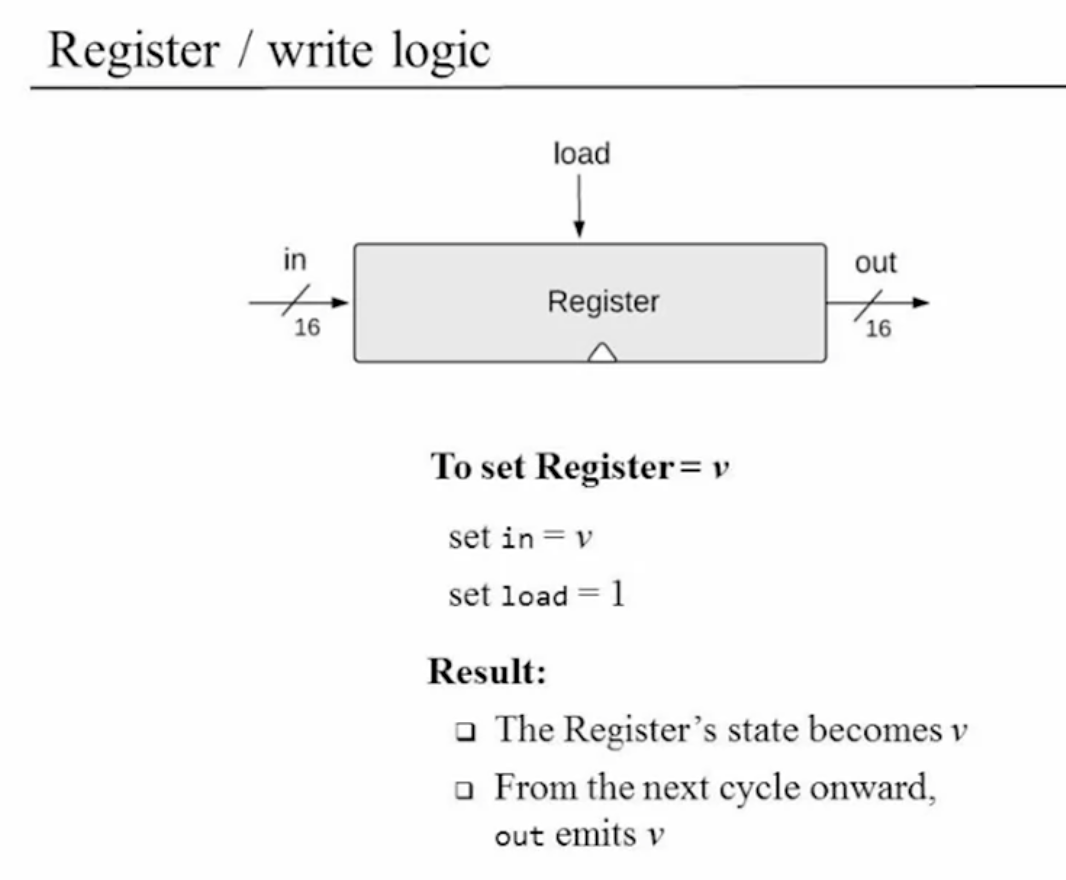 Register / write logic
load
in
out
Register
16
16
To set Register= v
set in = v
set load = 1
Result:
❑ The Register’s state becomes v
❑ From the next cycle onward,
out emits v